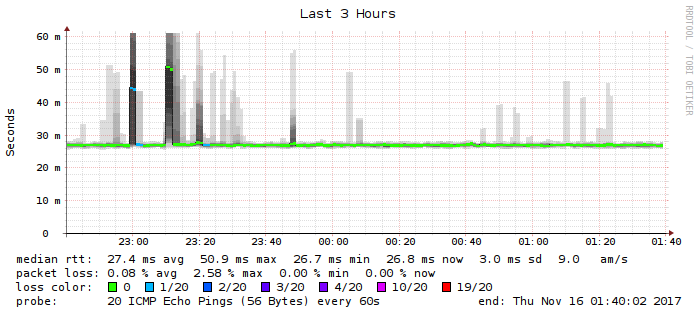 Last 3 Hours
RRDTOOL / TOBI OETIKER
Seconds
60 m
50 m
40 m
30 m
20 m
10 m
0
23:00 23:20 23:40 00:00 00:20 00:40 01:00 01:20 01:40
median rtt: 27.4 ms avg 50.9 ms max 26.7 ms min 26.8 ms now 3.0 ms sd 9.0 am/s
packet loss: 0.08 % avg 2.58 % max 0.00 % min 0.00 % now
loss color: 0 1/20 2/20 3/20 4/20 10/20 19/20
probe: 20 ICMP Echo Pings (56 Bytes) every 60s end: Thu Nov 16 01:40:02 2017